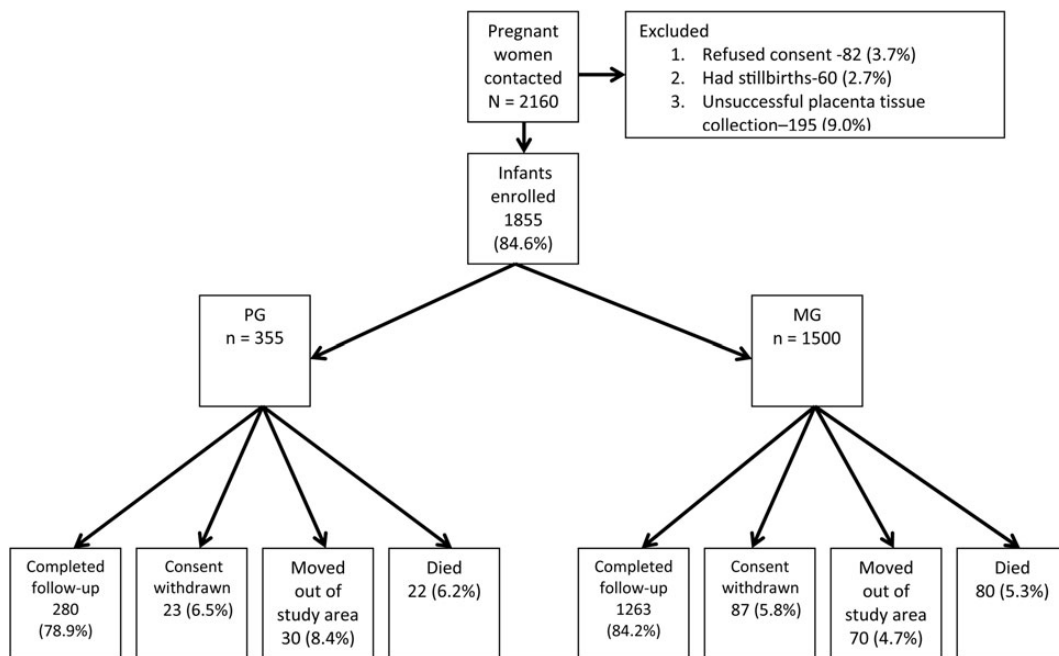 Pregnant
women
contacted
N = 2160
Excluded
1. Refused consent -82 (3.7%)
2. Had stillbirths-60 (2.7%)
3. Unsuccessful placenta tissue
collection–195 (9.0%)
Infants
enrolled
1855
(84.6%)
PG
n = 355
MG
n = 1500
Completed
follow-up
280
(78.9%)
Consent
withdrawn
23 (6.5%)
Moved
out of
study area
30 (8.4%)
Died
22 (6.2%)
Completed
follow-up
1263
(84.2%)
Consent
withdrawn
87 (5.8%)
Moved
out of
study area
70 (4.7%)
Died
80 (5.3%)